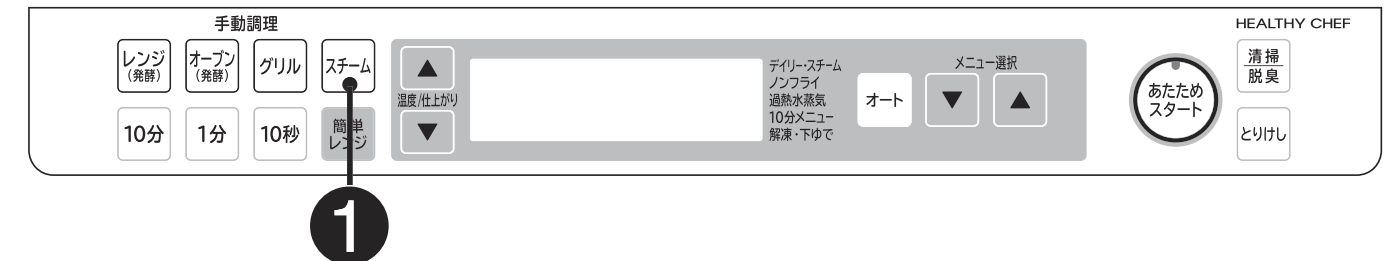 手動調理
HEALTHY CHEF
レンジ
(発酵)
オーブン
(発酵)
グリル
スチーム
10分
1分
10秒
簡単
レンジ
▲
温度/仕上がり
▼
デイリー・スチーム
ノンフライ
過熱水蒸気
10分メニュー
解凍・下ゆで
オート
メニュー選択
▼
▲
あたため
スタート
清掃
脱臭
とりけし
1